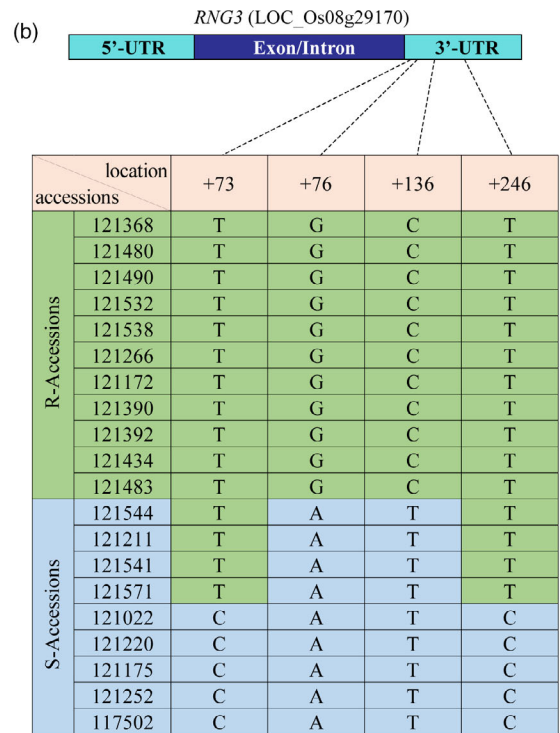 (b)
RNG3 (LOC_Os08g29170)
5'-UTR Exon/Intron 3'-UTR
location
accessions
+73 +76 +136 +246
R-Accessions
121368 T G C T
121480 T G C T
121490 T G C T
121532 T G C T
121538 T G C T
121266 T G C T
121172 T G C T
121390 T G C T
121392 T G C T
121434 T G C T
121483 T G C T
S-Accessions
121544 T A T T
121211 T A T T
121541 T A T T
121571 T A T T
121022 C A T C
121220 C A T C
121175 C A T C
121252 C A T C
117502 C A T C